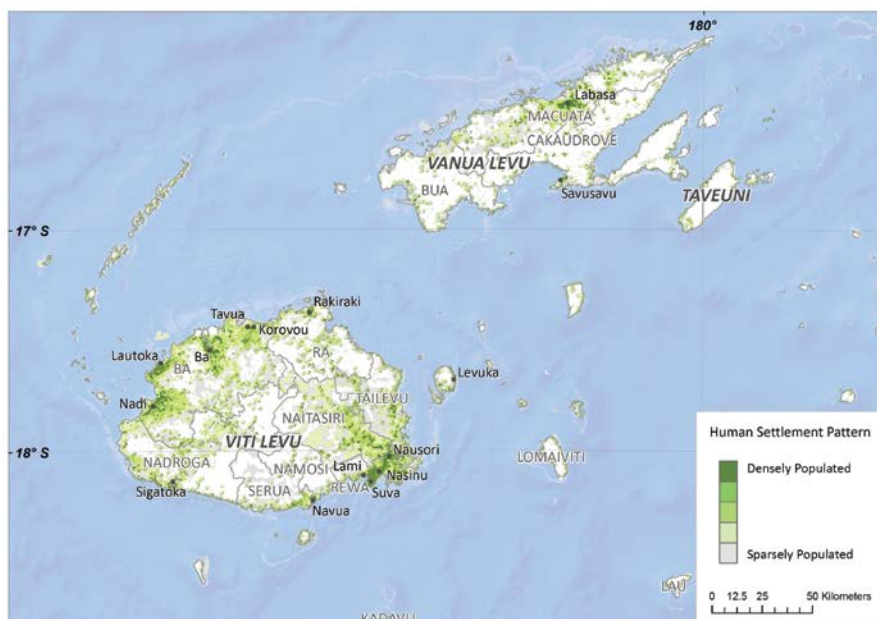 180°
Labasa
MACUATA
CAKAUDROVE
VANUA LEVU
BUA
TAVEUNI
Savusavu
17° S
Rakiraki
Tavua
Korovou
Lautoka
Ba
BA
RA
Levuka
TAILEVU
Nadi
NAITASIRI
VITI LEVU
18° S
Nausori
NADROGA
NAMOSI
Lami
Nasinu
LOMAIVITI
Sigatoka
SERUA
REWA
Suva
Navua
LAU
KADAVU
Human Settlement Pattern
Densely Populated
Sparsely Populated
0 12.5 25 50 Kilometers